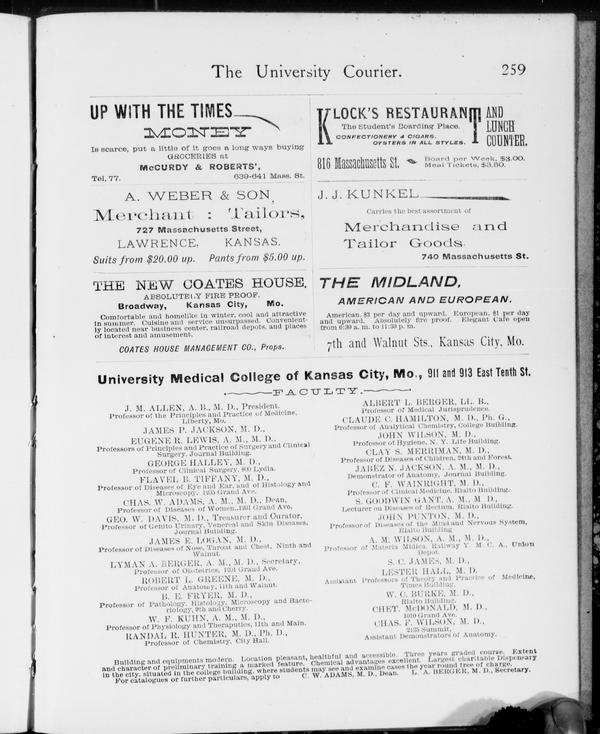 The University Courier. 259
UP WITH THE TIMES
MONEY
Is scarce, put a little of it goes a long ways buying
GROCERIES at
McCURDY & ROBERTS',
Tel. 77. 639-641 Mass. St.
KLOCK'S RESTAURANT AND
LUNCH
COUNTER.
The Student's Boarding Place.
CONFECTIONERY & CIGARS.
OYSTERS IN ALL STYLES.
816 Massachusetts St.
Board per Week, $3.00.
Meal Tickets, $3.50.
A. WEBER & SON,
Merchant : Tailors,
727 Massachusetts Street,
LAWRENCE, KANSAS.
Suits from $20.00 up. Pants from $5.00 up.
J. J. KUNKEL
Carries the best assortment of
Merchandise and
Tailor Goods.
740 Massachusetts St.
THE NEW COATES HOUSE,
ABSOLUTELY FIRE PROOF.
Broadway, Kansas City, Mo.
Comfortable and homelike in winter, cool and attractive
in summer. Cuisine and service unsurpassed. Convenent-
ly located near business center, railroad depots, and places
of interest and amusement.
COATES HOUSE MANAGEMENT CO., Props.
THE MIDLAND,
AMERICAN AND EUROPEAN.
American, $3 per day and upward. European, $1 per day
and upward. Absolutely fire proof. Elegant Cafe open
from 6:30 a. m. to 11:30 p. m.
7th and Walnut Sts., Kansas City, Mo.
University Medical College of Kansas City, Mo., 911 and 913 East Tenth St.
FACULTY.
J. M. ALLEN, A. B., M. D., President.
Professor of the Principles and Practice of Medicine,
Liberty, Mo.
JAMES P. JACKSON, M. D.,
EUGENE R. LEWIS, A. M., M. D.,
Professors of Principles and Practice of Surgery and Clinical
Surgery, Journal Building.
GEORGE HALLEY, M. D.,
Professor of Clinical Surgery, 800 Lydia.
FLAVEL B. TIFFANY, M. D.,
Professor of Diseases of Eye and Ear, and of Histology and
Microscopy, 1235 Grand Ave.
CHAS. W. ADAMS, A. M., M. D., Dean,
Professor of Diseases of Women, 1201 Grand Ave.
GEO. W. DAVIS, M. D., Treasurer and Curator,
Professor of Genito Urinary, Venereal and Skin Diseases,
Journal Building.
JAMES E. LOGAN, M. D.,
Professor of Diseases of Nose, Throat and Chest, Ninth and
Walnut.
LYMAN A. BERGER, A. M., M. D., Secretary,
Professor of Obstetrics, 1201 Grand Ave.
ROBERT L. GREENE, M. D.,
Professor of Anatomy, 11th and Walnut.
B. E. FRYER, M. D.,
Professor of Pathology, Histology, Microscopy and Bacte-
riology, 9th and Cherry.
W. F. KUHN, A. M., M. D.,
Professor of Physiology and Theraputics, 11th and Main.
RANDAL R. HUNTER, M. D., Ph. D.,
Professor of Chemistry, City Hall.
ALBERT L. BERGER, LL. B.,
Professor of Medical Jurisprudence.
CLAUDE C. HAMILTON, M. D., Ph. G.,
Professor of Analytical Chemistry, College Building.
JOHN WILSON, M. D.,
Professor of Hygiene, N. Y. Life Building.
CLAY S. MERRIMAN, M. D.,
Professor of Diseases of Children, 24th and Forest.
JABEZ N. JACKSON, A. M., M. D.,
Demonstrator of Anatomy, Journal Building.
C. F. WAINRIGHT, M. D.,
Professor of Clinical Medicine, Rialto Building.
S. GOODWIN GANT, A. M., M. D.
Lecturer on Diseases of Rectum, Rialto Building.
JOHN PUNTON, M. D.,
Professor of Diseases of the Mind and Nervous System,
Rialto Building.
A. M. WILSON, A. M., M. D.,
Professor of Materia Midica, Railway Y. M. C. A., Union
Depot.
S. C. JAMES, M. D.,
LESTER HALL, M. D.
Assistant Professors of Theory and Practice of Medicine,
Times Building.
W. C. BURKE, M. D.,
Rialto Building.
CHET. McDONALD, M. D.,
1010 Grand Ave.
CHAS. F. WILSON, M. D.,
2125 Summit,
Assistant Demonstrators of Anatomy.
Building and equipments modern. Location pleasant, healthful and accessible. Three years graded course. Extent
and character of preliminary training a marked feature. Chemical advantages excellent. Largest charitable Dispensary
in the city, situated in the college building, where students may see and examine cases the year round free of charge.
For catalogues or further particulars, apply to C. W. ADAMS, M. D., Dean. L. A. BERGER, M. D., Secretary.